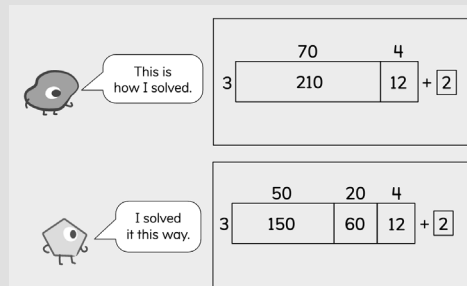 70 4
This is
how I solved.
3 210 12 + 2
50 20 4
I solved
it this way.
3 150 60 12 + 2